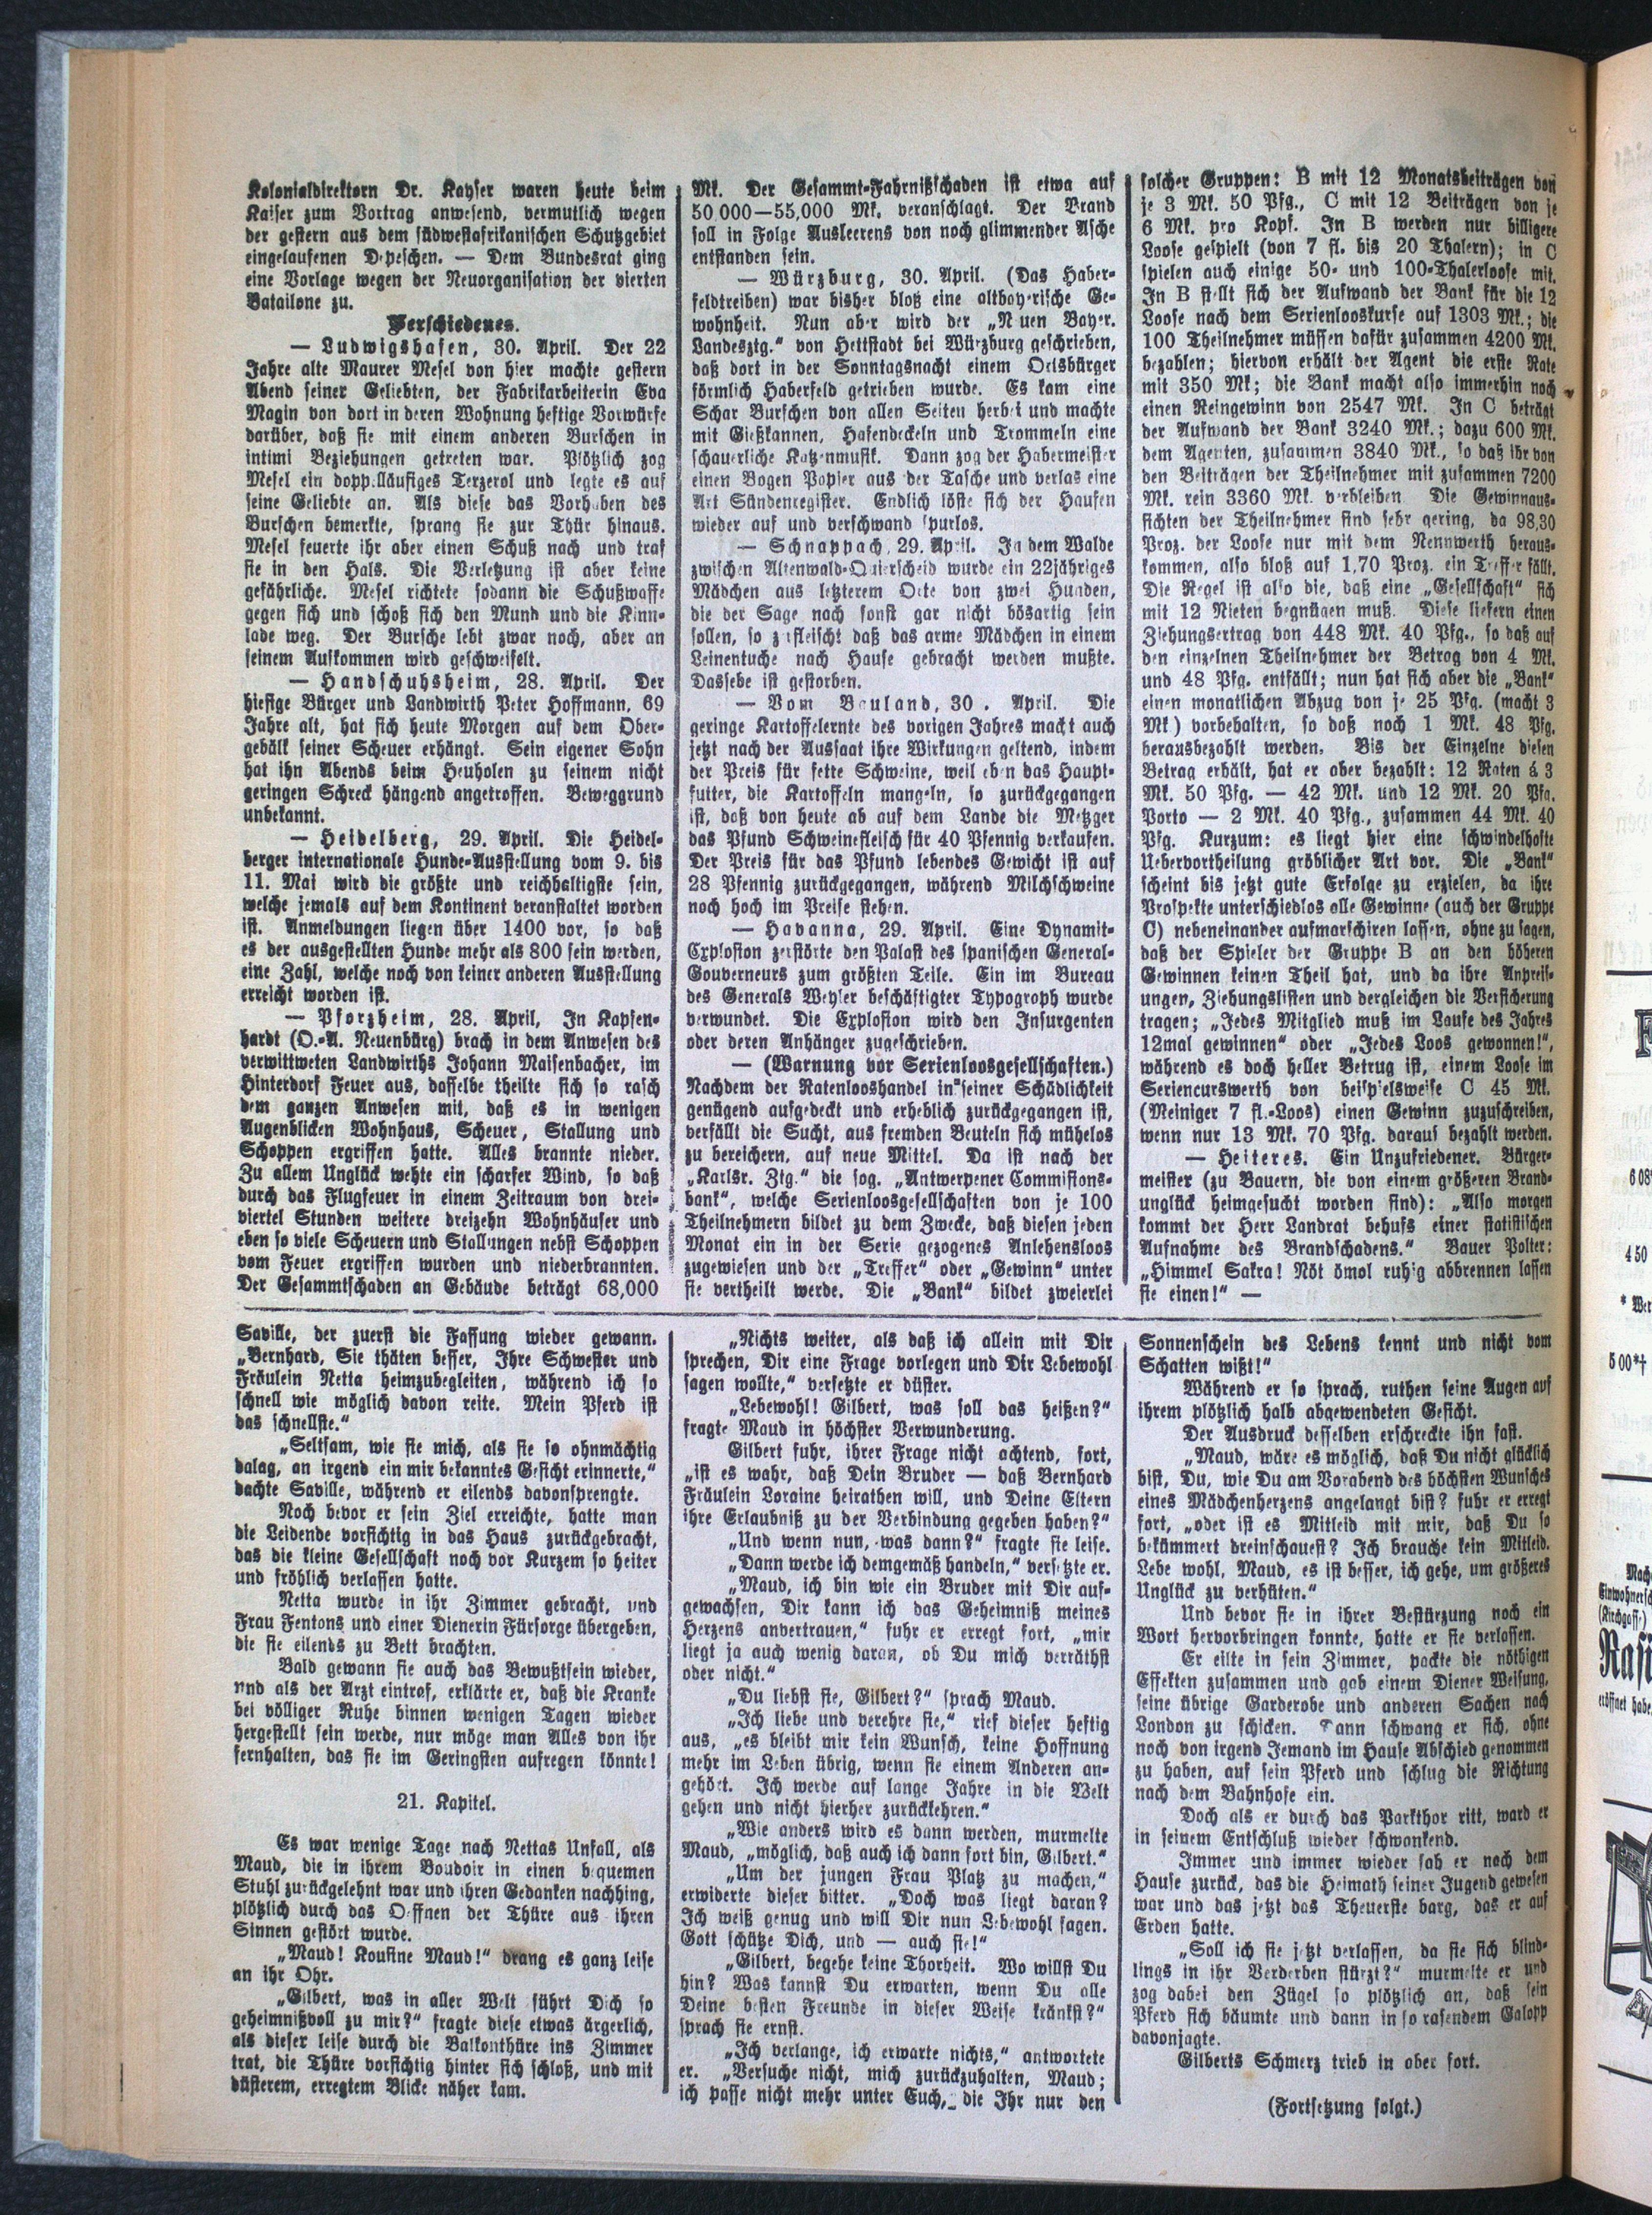 Kolonialdirektorn Dr. Kayser waren heute beim
Kaiser zum Vortrag anwesend, vermutlich wegen
der gestern aus dem südwestafrikanischen Schutzgebiet
eingelaufenen Depeschen. — Dem Bundesrat ging
eine Vorlage wegen der Neuorganisation der vierten
Batailone zu.
Verschiedenes.
— Ludwigshafen, 30. April. Der 22
Jahre alte Maurer Mesel von hier machte gestern
Abend seiner Geliebten, der Fabrikarbeiterin Eva
Magin von dort in deren Wohnung heftige Vorwürfe
darüber, daß sie mit einem anderen Burschen in
intimi Beziehungen getreten war. Plötzlich zog
Mesel ein doppelläufiges Terzerol und legte es auf
seine Geliebte an. Als diese das Vorhaben des
Burschen bemerkte, sprang sie zur Thür hinaus.
Mesel feuerte ihr aber einen Schuß nach und traf
sie in den Hals. Die Verletzung ist aber keine
gefährliche. Mesel richtete sodann die Schußwaffe
gegen sich und schoß sich den Mund und die Kinn-
lade weg. Der Bursche lebt zwar noch, aber an
seinem Aufkommen wird geschweifelt.
— Handschuhsheim, 28. April. Der
hiesige Bürger und Landwirth Peter Hoffmann, 69
Jahre alt, hat sich heute Morgen auf dem Ober-
gebälk seiner Scheuer erhängt. Sein eigener Sohn
hat ihn Abends beim Heuholen zu seinem nicht
geringen Schreck hängend angetroffen. Beweggrund
unbekannt.
— Heidelberg, 29. April. Die Heidel-
berger internationale Hunde-Ausstellung vom 9. bis
11. Mai wird die größte und reichhaltigste sein,
welche jemals auf dem Kontinent veranstaltet worden
ist. Anmeldungen liegen über 1400 vor, so daß
es der ausgestellten Hunde mehr als 800 sein werden,
eine Zahl, welche noch von keiner anderen Ausstellung
erreicht worden ist.
— Pforzheim, 28. April, In Kapfen-
hardt (O.-A. Neuenbürg) brach in dem Anwesen des
verwittweten Landwirths Johann Maisenbacher, im
Hinterdorf Feuer aus, dasselbe theilte sich so rasch
dem ganzen Anwesen mit, daß es in wenigen
Augenblicken Wohnhaus, Scheuer, Stallung und
Schoppen ergriffen hatte. Alles brannte nieder.
Zu allem Unglück wehte ein scharfer Wind, so daß
durch das Flugfeuer in einem Zeitraum von drei-
viertel Stunden weitere dreizehn Wohnhäuser und
eben so viele Scheuern und Stallungen nebst Schoppen
vom Feuer ergriffen wurden und niederbrannten.
Der Gesammtschaden an Gebäude beträgt 68,000
Mk. Der Gesammt-Fahrnißschaden ist etwa auf
50,000—55,000 Mk. veranschlagt. Der Brand
soll in Folge Ausleerens von noch glimmender Asche
entstanden sein.
— Würzburg, 30. April. (Das Haber-
feldtreiben) war bisher bloß eine altbayerische Ge-
wohnheit. Nun aber wird der „Neuen Bayer.
Landesztg.“ von Hettstadt bei Würzburg geschrieben,
daß dort in der Sonntagsnacht einem Ortsbürger
förmlich Haberfeld getrieben wurde. Es kam eine
Schar Burschen von allen Seiten herbei und machte
mit Gießkannen, Hafendeckeln und Trommeln eine
schauerliche Katzenmusik. Dann zog der Habermeister
einen Bogen Papier aus der Tasche und verlas eine
Art Sündenregister. Endlich löste sich der Haufen
wieder auf und verschwand spurlos.
— Schnappach, 29. April. In dem Walde
zwischen Altenwald-Quierscheid wurde ein 22jähriges
Mädchen aus letzterem Orte von zwei Hunden,
die der Sage nach sonst gar nicht bösartig sein
sollen, so zerfleischt daß das arme Mädchen in einem
Leinentuche nach Hause gebracht werden mußte.
Dassebe ist gestorben.
— Vom Bauland, 30. April. Die
geringe Kartoffelernte des vorigen Jahres macht auch
jetzt nach der Aussaat ihre Wirkungen geltend, indem
der Preis für fette Schweine, weil eben das Haupt-
futter, die Kartoffeln mangeln, so zurückgegangen
ist, daß von heute ab auf dem Lande die Metzger
das Pfund Schweinefleisch für 40 Pfennig verkaufen.
Der Preis für das Pfund lebendes Gewicht ist auf
28 Pfennig zurückgegangen, während Milchschweine
noch hoch im Preise stehen.
— Havanna, 29. April. Eine Dynamit-
Explosion zerstörte den Palast des spanischen General-
Gouverneurs zum größten Teile. Ein im Bureau
des Generals Weyler beschäftigter Typograph wurde
verwundet. Die Explosion wird den Insurgenten
oder deren Anhänger zugeschrieben.
— (Warnung vor Serienloosgesellschaften.)
Nachdem der Ratenlooshandel in seiner Schädlichkeit
genügend aufgedeckt und erheblich zurückgegangen ist,
verfällt die Sucht, aus fremden Beuteln sich mühelos
zu bereichern, auf neue Mittel. Da ist nach der
„Karlsr. Ztg.“ die sog. „Antwerpener Commissions-
bank“, welche Serienloosgesellschaften von je 100
Theilnehmern bildet zu dem Zwecke, daß diesen jeden
Monat ein in der Serie gezogenes Anlehensloos
zugewiesen und der „Treffer“ oder „Gewinn“ unter
sie vertheilt werde. Die „Bank“ bildet zweierlei
solcher Gruppen: B mit 12 Monatsbeiträgen von
je 3 Mk. 50 Pfg., C mit 12 Beiträgen von je
6 Mk. pro Kopf. In B werden nur billigere
Loose gespielt (von 7 fl. bis 20 Thalern); in C
spielen auch einige 50- und 100-Thalerloose mit.
In B stellt sich der Aufwand der Bank für die 12
Loose nach dem Serienlooskurse auf 1303 Mk.; die
100 Theilnehmer müssen dafür zusammen 4200 Mk.
bezahlen; hiervon erhält der Agent die erste Rate
mit 350 Mk; die Bank macht also immerhin noch
einen Reingewinn von 2547 Mk. In C beträgt
der Aufwand der Bank 3240 Mk.; dazu 600 Mk.
dem Agenten, zusammen 3840 Mk., so daß ihr von
den Beiträgen der Theilnehmer mit zusammen 7200
Mk. rein 3360 Mk. verbleiben Die Gewinnaus-
sichten der Theilnehmer sind sehr gering, da 98,30
Proz. der Loose nur mit dem Nennwerth heraus-
kommen, also bloß auf 1,70 Proz. ein Treffer fällt.
Die Regel ist also die, daß eine „Gesellschaft“ sich
mit 12 Nieten begnügen muß. Diese liefern einen
Ziehungsertrag von 448 Mk. 40 Pfg., so daß auf
den einzelnen Theilnehmer der Betrag von 4 Mk.
und 48 Pfg. entfällt; nun hat sich aber die „Bank“
einen monatlichen Abzug von je 25 Pfg. (macht 3
Mk) vorbehalten, so daß noch 1 Mk. 48 Pfg.
herausbezahlt werden. Bis der Einzelne diesen
Betrag erhält, hat er aber bezahlt: 12 Raten á 3
Mk. 50 Pfg. — 42 Mk. und 12 Mk. 20 Pfg.
Porto — 2 Mk. 40 Pfg., zusammen 44 Mk. 40
Pfg. Kurzum: es liegt hier eine schwindelhafte
Uebervortheilung gröblicher Art vor. Die „Bank“
scheint bis jetzt gute Erfolge zu erzielen, da ihre
Prospekte unterschiedlos alle Gewinne (auch der Gruppe
C) nebeneinander aufmarschiren lassen, ohne zu sagen,
daß der Spieler der Gruppe B an den höheren
Gewinnen keinen Theil hat, und da ihre Anpreis-
ungen, Ziehungslisten und dergleichen die Versicherung
tragen; „Jedes Mitglied muß im Laufe des Jahres
12mal gewinnen“ oder „Jedes Loos gewonnen!“,
während es doch heller Betrug ist, einem Loose im
Seriencurswerth von beispielsweise C 45 Mk.
(Meiniger 7 fl.-Loos) einen Gewinn zuzuschreiben,
wenn nur 13 Mk. 70 Pfg. darauf bezahlt werden.
— Heiteres. Ein Unzufriedener. Bürger-
meister (zu Bauern, die von einem größeren Brand-
unglück heimgesucht worden sind): „Also morgen
kommt der Herr Landrat behufs einer statistischen
Aufnahme des Brandschadens.“ Bauer Polter:
„Himmel Sakra! Nöt ömol ruhig abbrennen lassen
sie einen!“ —
Saville, der zuerst die Fassung wieder gewann.
„Bernhard, Sie thäten besser, Ihre Schwester und
Fräulein Netta heimzubegleiten, während ich so
schnell wie möglich davon reite. Mein Pferd ist
das schnellste.“
„Seltsam, wie sie mich, als sie so ohnmächtig
dalag, an irgend ein mir bekanntes Gesicht erinnerte,“
dachte Saville, während er eilends davonsprengte.
Noch bevor er sein Ziel erreichte, hatte man
die Leidende vorsichtig in das Haus zurückgebracht,
das die kleine Gesellschaft noch vor Kurzem so heiter
und fröhlich verlassen hatte.
Netta wurde in ihr Zimmer gebracht, und
Frau Fentons und einer Dienerin Fürsorge übergeben,
die sie eilends zu Bett brachten.
Bald gewann sie auch das Bewußtsein wieder,
nnd als der Arzt eintraf, erklärte er, daß die Kranke
bei völliger Ruhe binnen wenigen Tagen wieder
hergestellt sein werde, nur möge man Alles von ihr
fernhalten, das sie im Geringsten aufregen könnte!
21. Kapitel.
Es war wenige Tage nach Nettas Unfall, als
Maud, die in ihrem Boudoir in einen bequemen
Stuhl zurückgelehnt war und ihren Gedanken nachhing,
plötzlich durch das Oeffnen der Thüre aus ihren
Sinnen gestört wurde.
„Maud! Kousine Maud!“ drang es ganz leise
an ihr Ohr.
„Gilbert, was in aller Welt führt Dich so
geheimnißvoll zu mir?“ fragte diese etwas ärgerlich,
als dieser leise durch die Balkonthüre ins Zimmer
trat, die Thüre vorsichtig hinter sich schloß, und mit
düsterem, erregtem Blicke näher kam.
„Nichts weiter, als daß ich allein mit Dir
sprechen, Dir eine Frage vorlegen und Dir Lebewohl
sagen wollte,“ versetzte er düster.
„Lebewohl! Gilbert, was soll das heißen?“
fragte Maud in höchster Verwunderung.
Gilbert fuhr, ihrer Frage nicht achtend, fort,
„ist es wahr, daß Dein Bruder — daß Bernhard
Fräulein Loraine heirathen will, und Deine Eltern
ihre Erlaubniß zu der Verbindung gegeben haben?“
„Und wenn nun, was dann?“ fragte sie leise.
„Dann werde ich demgemäß handeln,“ versetzte er.
„Maud, ich bin wie ein Bruder mit Dir auf-
gewachsen, Dir kann ich das Geheimniß meines
Herzens anvertrauen,“ fuhr er erregt fort, „mir
liegt ja auch wenig daran, ob Du mich verräthst
oder nicht.“
„Du liebst sie, Gilbert?“ sprach Maud.
„Ich liebe und verehre sie,“ rief dieser heftig
aus, „es bleibt mir kein Wunsch, keine Hoffnung
mehr im Leben übrig, wenn sie einem Anderen an-
gehört. Ich werde auf lange Jahre in die Welt
gehen und nicht hierher zurückkehren.“
„Wie anders wird es dann werden, murmelte
Maud, „möglich, daß auch ich dann fort bin, Gilbert.“
„Um der jungen Frau Platz zu machen,“
erwiderte dieser bitter. „Doch was liegt daran?
Ich weiß genug und will Dir nun Lebewohl sagen.
Gott schütze Dich, und — auch sie!“
„Gilbert, begehe keine Thorheit. Wo willst Du
hin? Was kannst Du erwarten, wenn Du alle
Deine besten Freunde in dieser Weise kränkst?“
sprach sie ernst.
„Ich verlange, ich erwarte nichts,“ antwortete
er. „Versuche nicht, mich zurückzuhalten, Maud;
ich passe nicht mehr unter Euch, die Ihr nur den
Sonnenschein des Lebens kennt und nicht vom
Schatten wißt!“
Während er so sprach, ruthen seine Augen auf
ihrem plötzlich halb abgewendeten Gesicht.
Der Ausdruck desselben erschreckte ihn fast.
„Maud, wäre es möglich, daß Du nicht glücklich
bist, Du, wie Du am Vorabend des höchsten Wunsches
eines Mädchenherzens angelangt bist? fuhr er erregt
fort, „oder ist es Mitleid mit mir, daß Du so
bekümmert dreinschauest? Ich brauche kein Mitleid.
Lebe wohl, Maud, es ist besser, ich gehe, um größeres
Unglück zu verhüten.“
Und bevor sie in ihrer Bestürzung noch ein
Wort hervorbringen konnte, hatte er sie verlassen.
Er eilte in sein Zimmer, packte die nöthigen
Effekten zusammen und gab einem Diener Weisung,
seine übrige Garderobe und anderen Sachen nach
London zu schicken. Dann schwang er sich, ohne
noch von irgend Jemand im Hause Abschied genommen
zu haben, auf sein Pferd und schlug die Richtung
nach dem Bahnhofe ein.
Doch als er durch das Parkthor ritt, ward er
in seinem Entschluß wieder schwankend.
Immer und immer wieder sah er nach dem
Hause zurück, das die Heimath seiner Jugend gewesen
war und das jetzt das Theuerste barg, das er auf
Erden hatte.
„Soll ich sie jetzt verlassen, da sie sich blind-
lings in ihr Verderben stürzt?“ murmelte er und
zog dabei den Zügel so plötzlich an, daß sein
Pferd sich bäumte und dann in so rasendem Galopp
davonjagte.
Gilberts Schmerz trieb in aber fort.
(Fortsetzung folgt.)